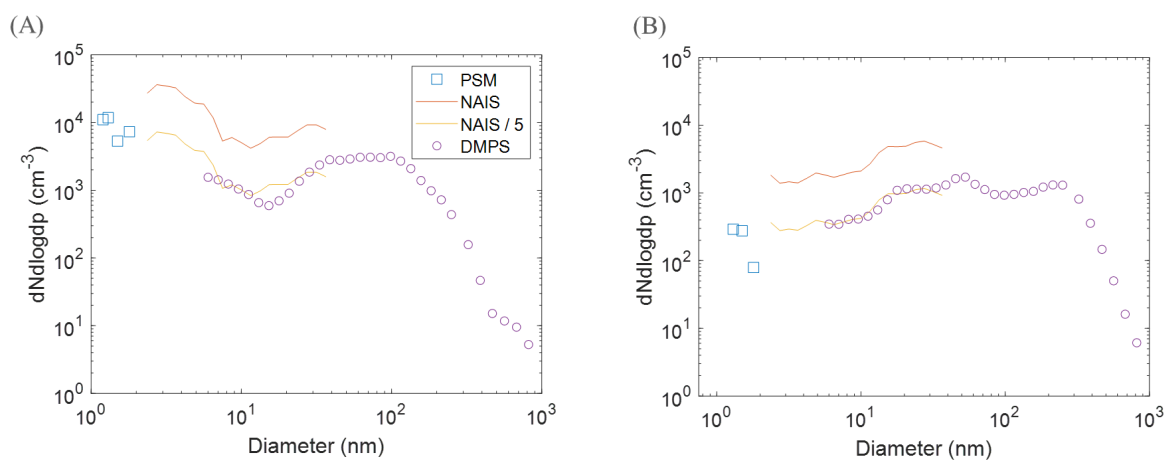 (A)
10^5
10^4
10^3
10^2
10^1
10^0
dNdlogdp (cm^-3)
PSM
NAIS
NAIS / 5
DMPS
10^0 10^1 10^2 10^3
Diameter (nm)
(B)
10^5
10^4
10^3
10^2
10^1
10^0
dNdlogdp (cm^-3)
10^0 10^1 10^2 10^3
Diameter (nm)